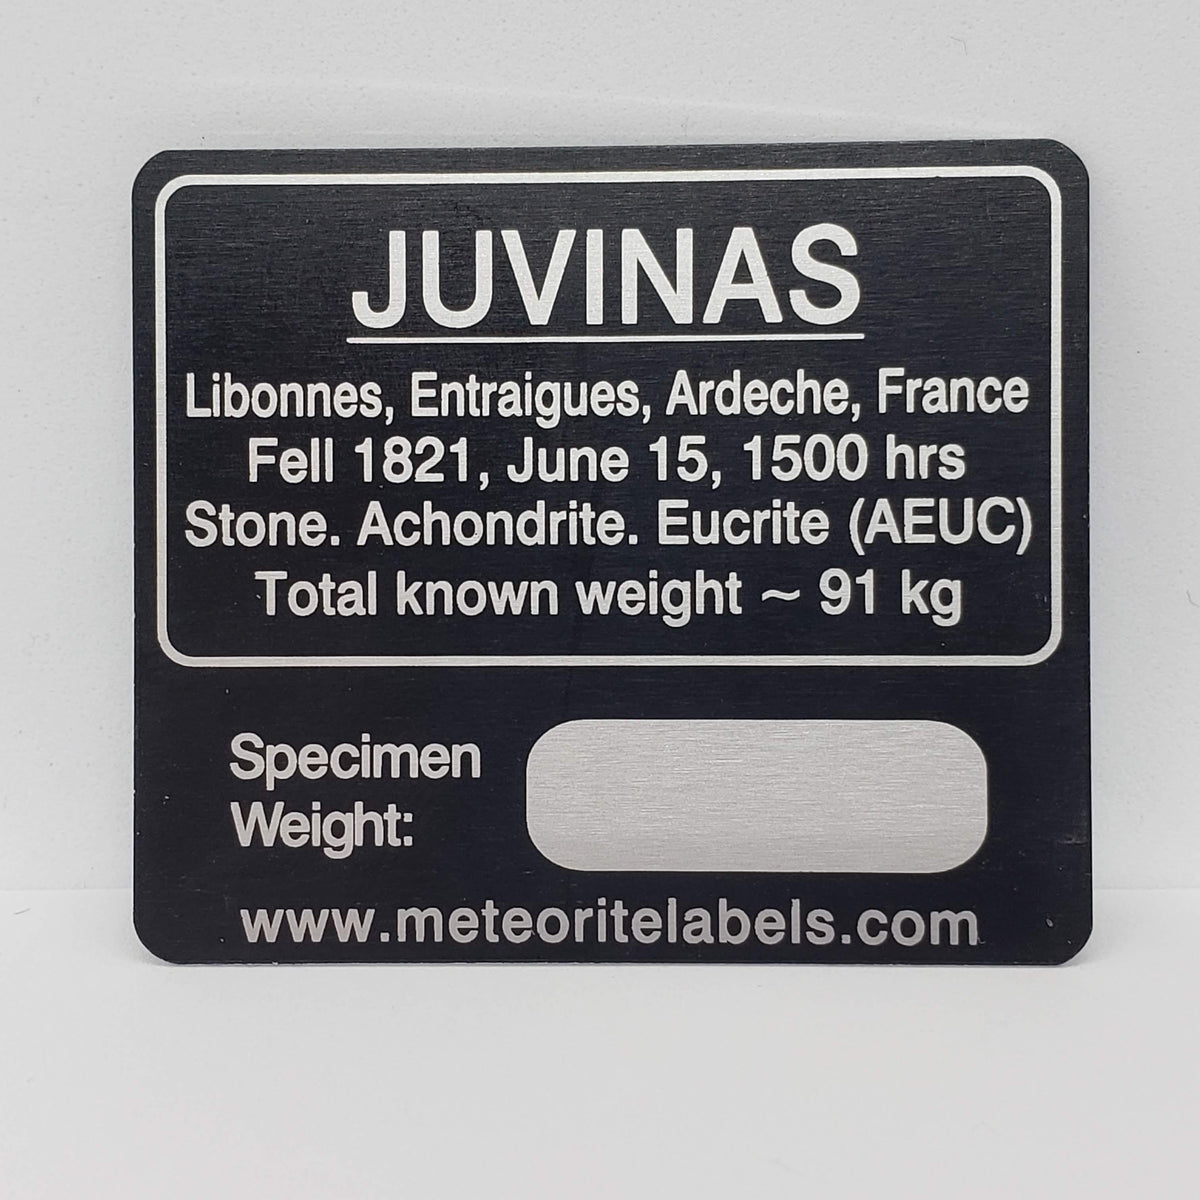 JUVINAS
Libonnes, Entraigues, Ardeche, France
Fell 1821, June 15, 1500 hrs
Stone. Achondrite. Eucrite (AEUC)
Total known weight ~ 91 kg
Specimen
Weight:
www.meteoritelabels.com